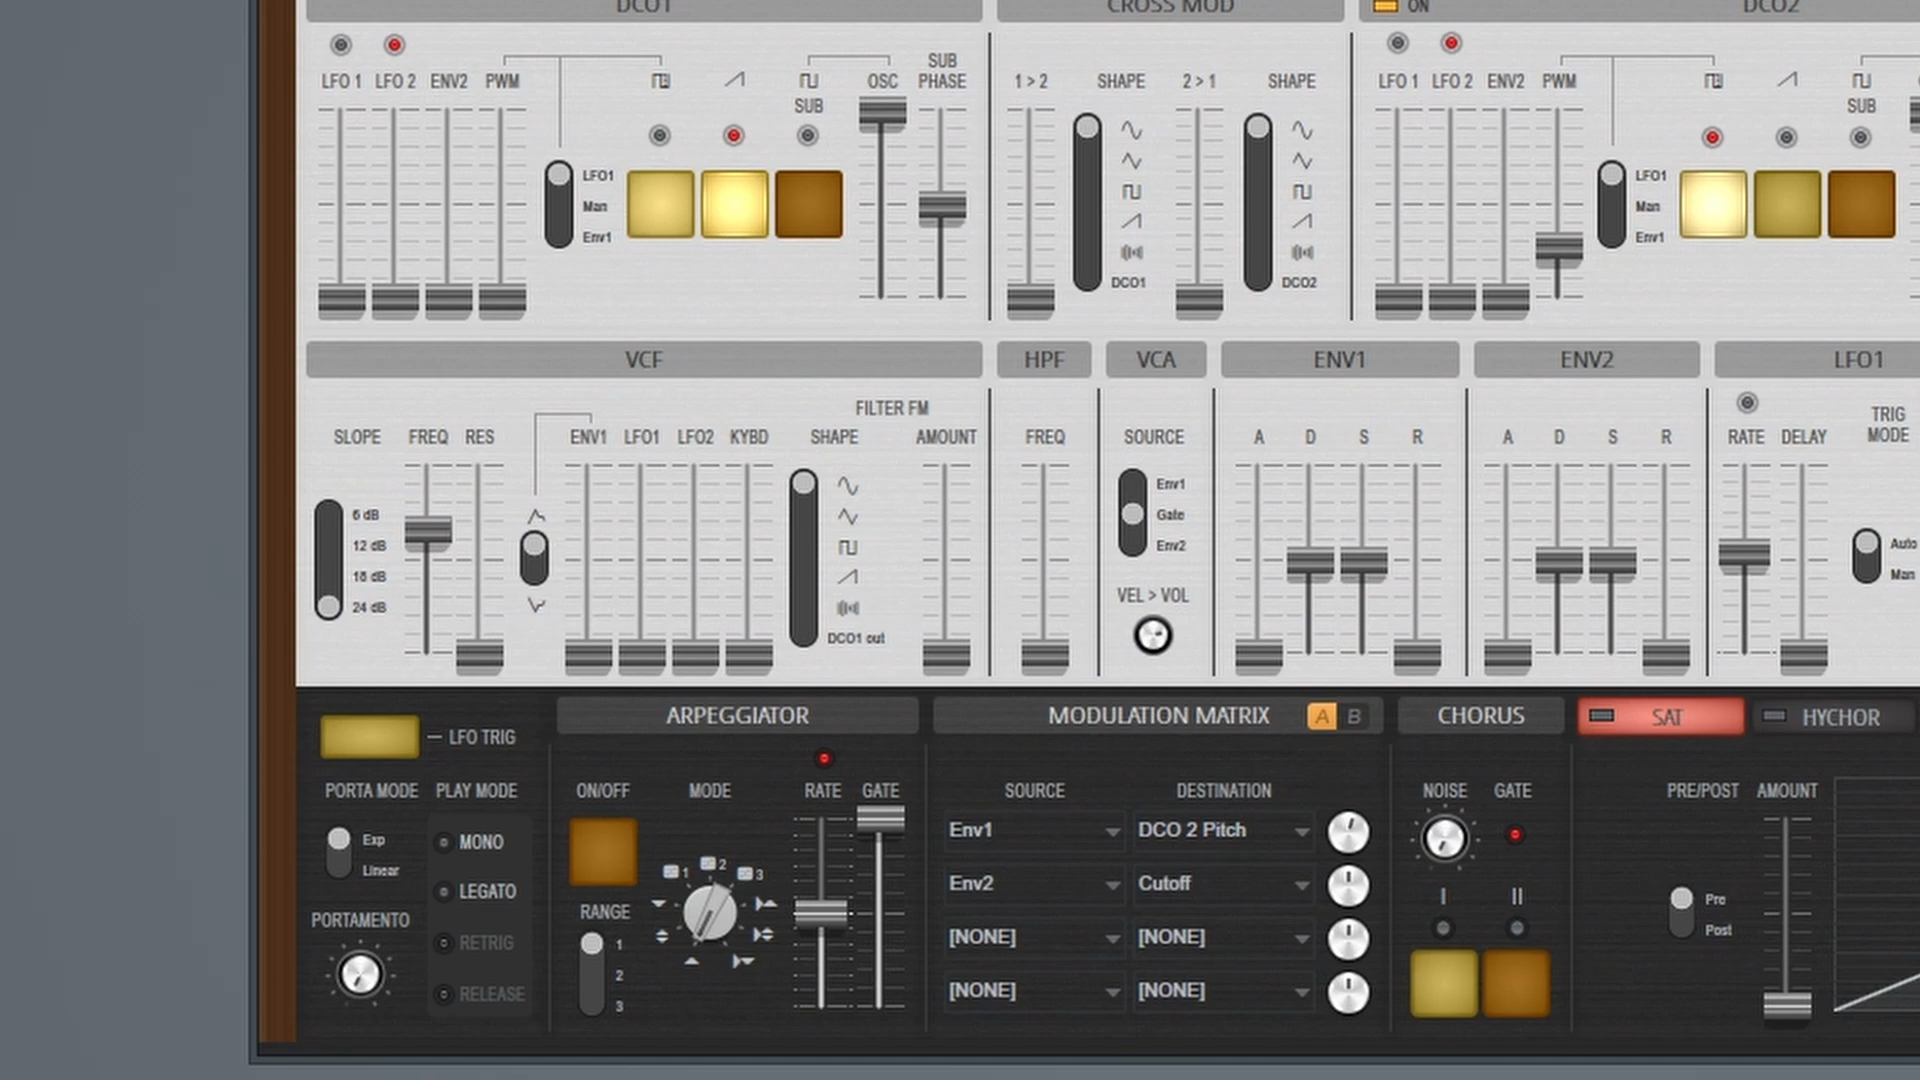 DCO1
CROSS MOD
ON
DCO2
LFO 1 LFO 2 ENV2 PWM
SUB
OSC
SUB PHASE
1 > 2
SHAPE
2 > 1
SHAPE
LFO 1 LFO 2 ENV2 PWM
SUB
LFO1
Man
Env1
DCO1
DCO2
LFO1
Man
Env1
VCF
HPF
VCA
ENV1
ENV2
LFO1
FILTER FM
SLOPE FREQ RES
ENV1 LFO1 LFO2 KYBD
SHAPE
AMOUNT
FREQ
SOURCE
A D S R
A D S R
RATE DELAY
TRIG MODE
6 dB
12 dB
18 dB
24 dB
DCO1 out
Env1
Gate
Env2
VEL > VOL
Auto
Man
LFO TRIG
ARPEGGIATOR
MODULATION MATRIX
A B
CHORUS
SAT
HYCHOR
PORTA MODE
PLAY MODE
ON/OFF
MODE
RATE
GATE
SOURCE
DESTINATION
NOISE
GATE
PRE/POST
AMOUNT
Exp
Linear
MONO
LEGATO
RETRIG
RELEASE
PORTAMENTO
1 2 3
RANGE
1
2
3
Env1 DCO 2 Pitch
Env2 Cutoff
[NONE] [NONE]
[NONE] [NONE]
I II
Pre
Post